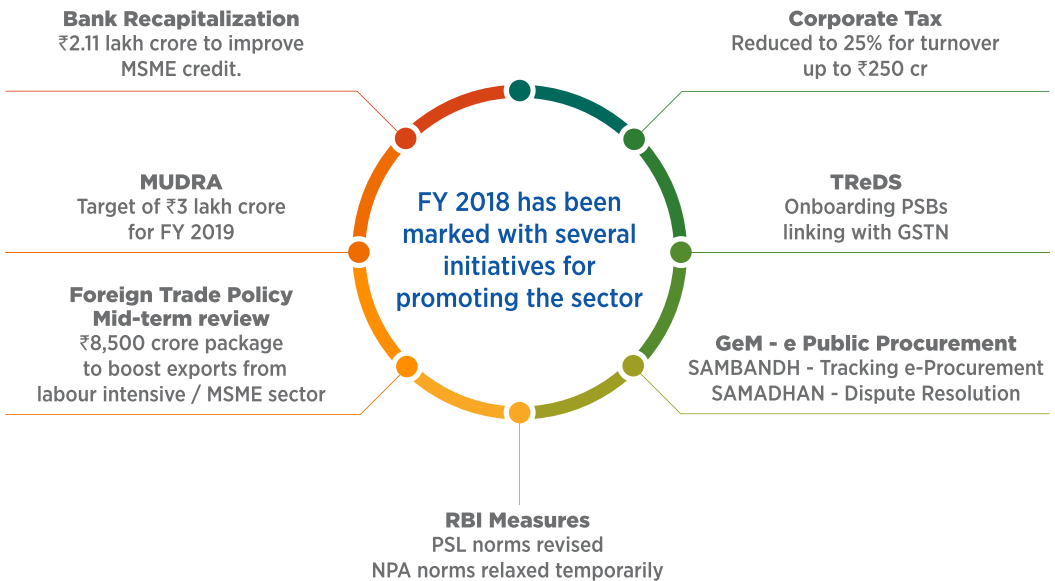 Bank Recapitalization
₹2.11 lakh crore to improve
MSME credit.
Corporate Tax
Reduced to 25% for turnover
up to ₹250 cr
MUDRA
Target of ₹3 lakh crore
for FY 2019
FY 2018 has been
marked with several
initiatives for
promoting the sector
TReDS
Onboarding PSBs
linking with GSTN
Foreign Trade Policy
Mid-term review
₹8,500 crore package
to boost exports from
labour intensive / MSME sector
GeM - e Public Procurement
SAMBANDH - Tracking e-Procurement
SAMADHAN - Dispute Resolution
RBI Measures
PSL norms revised
NPA norms relaxed temporarily